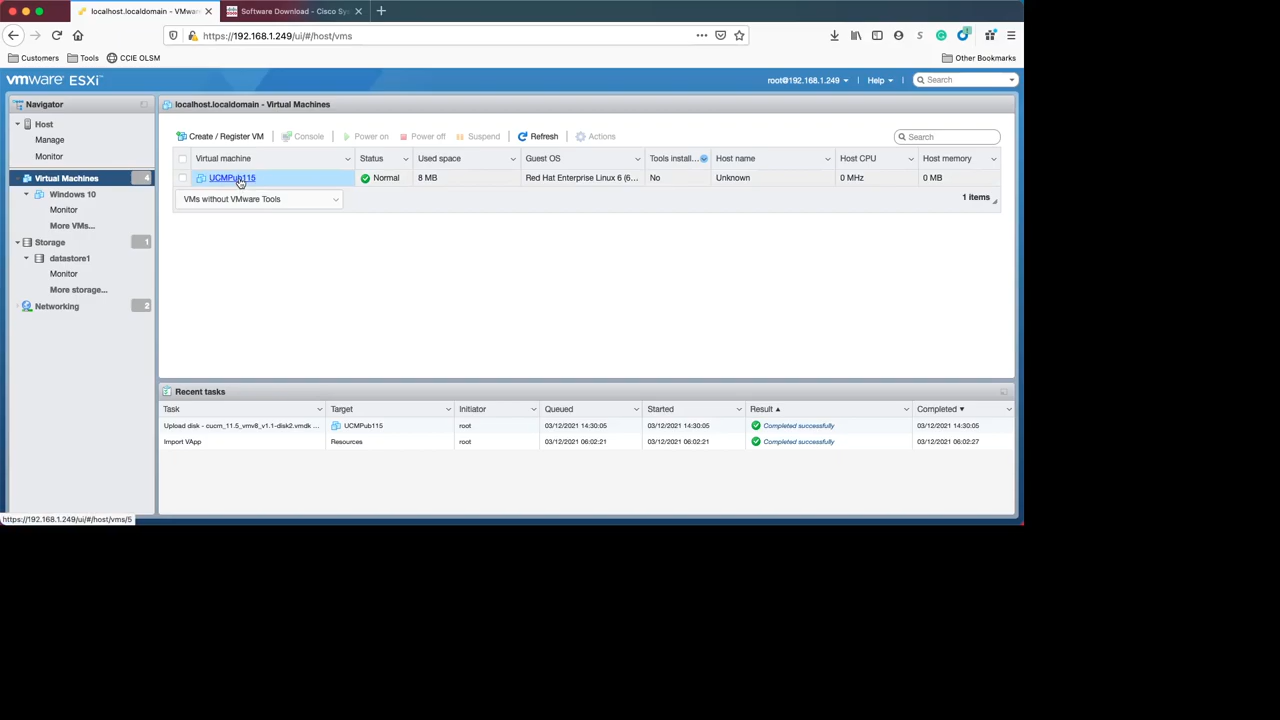 localhost.localdomain - VMwar
Software Download - Cisco Sys
https://192.168.1.249/ui/#/host/vms
Customers Tools CCIE OLSM Other Bookmarks
vmware ESXi root@192.168.1.249 Help Search
Navigator
Host
Manage
Monitor
Virtual Machines 4
Windows 10
Monitor
More VMs...
Storage 1
datastore1
Monitor
More storage...
Networking 2
localhost.localdomain - Virtual Machines
Create / Register VM Console Power on Power off Suspend Refresh Actions Search
Virtual machine Status Used space Guest OS Tools install... Host name Host CPU Host memory
UCMPub115 Normal 8 MB Red Hat Enterprise Linux 6 (6... No Unknown 0 MHz 0 MB
VMs without VMware Tools 1 items
Recent tasks
Task Target Initiator Queued Started Result Completed
Upload disk - cucm_11.5_vmv8_v1.1-disk2.vmdk ... UCMPub115 root 03/12/2021 14:30:05 03/12/2021 14:30:05 Completed successfully 03/12/2021 14:30:05
Import VApp Resources root 03/12/2021 06:02:21 03/12/2021 06:02:21 Completed successfully 03/12/2021 06:02:27
https://192.168.1.249/ui/#/host/vms/5